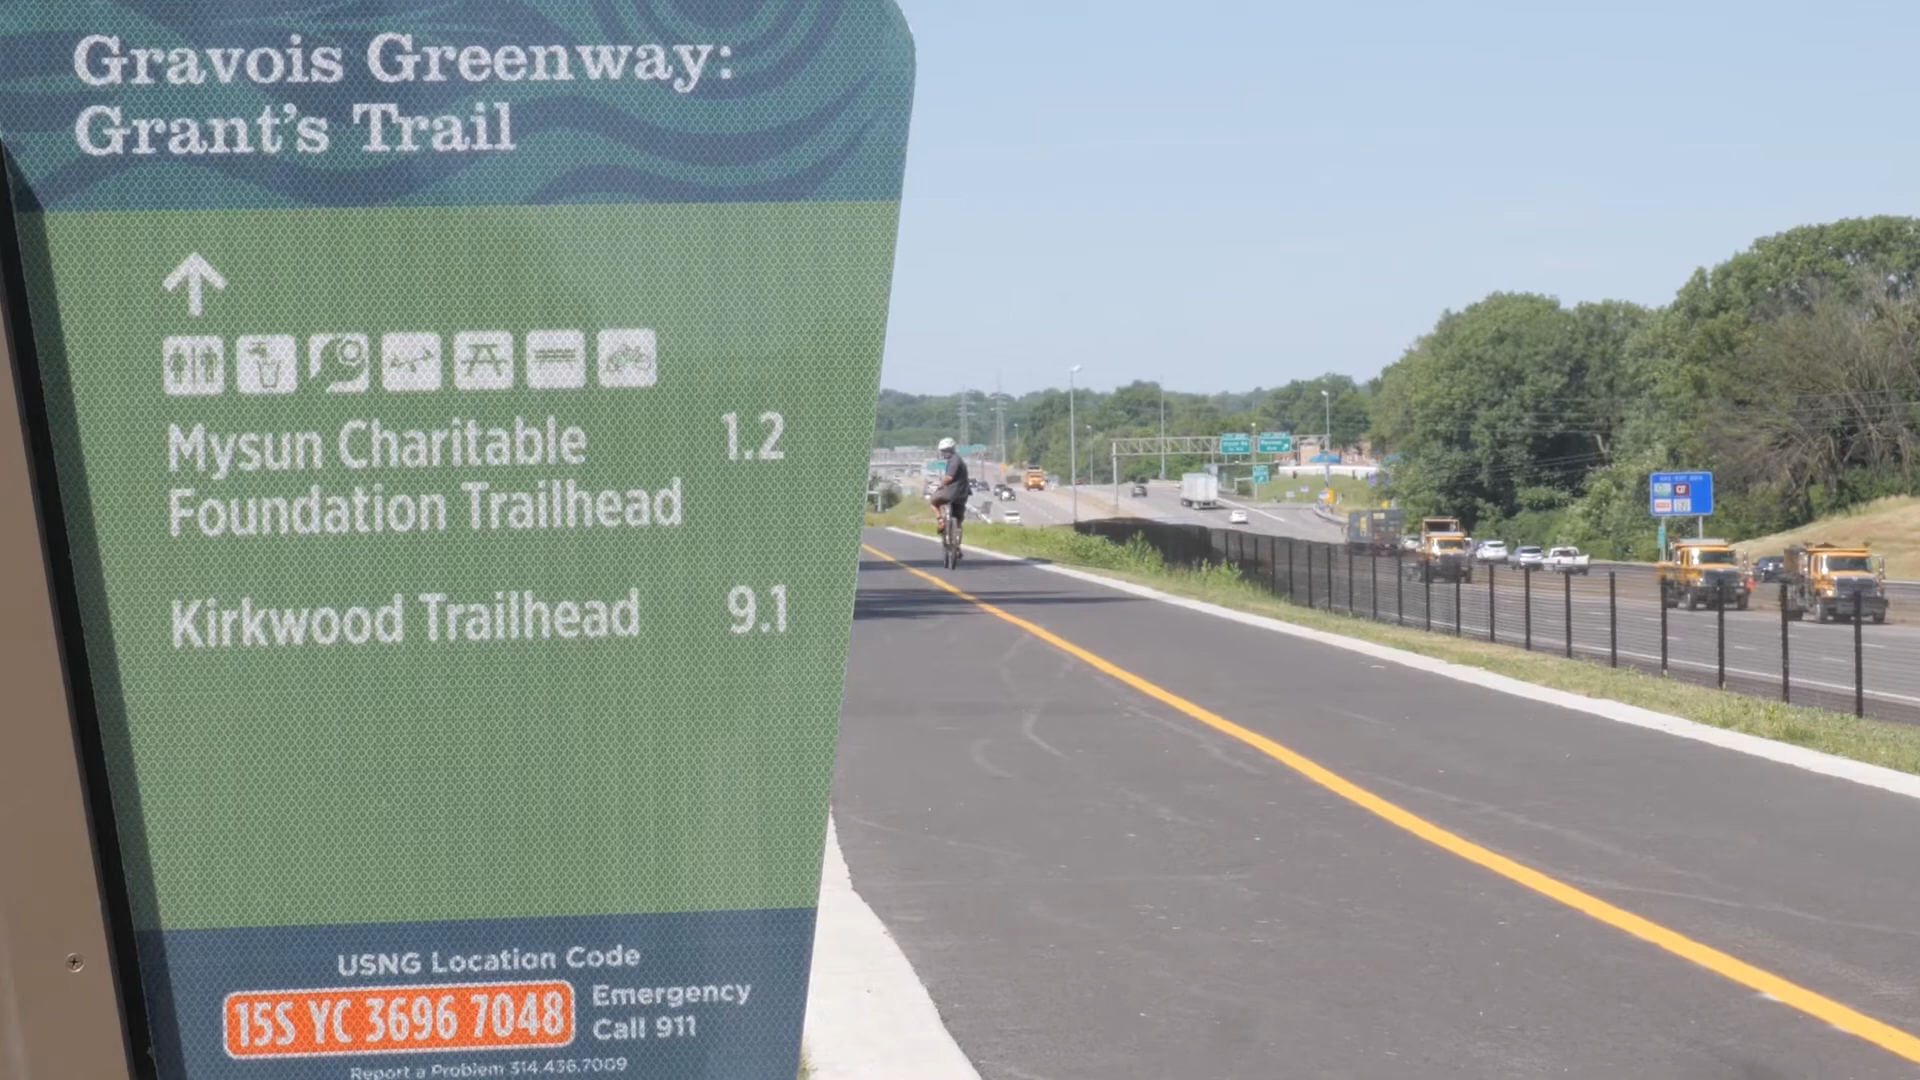 Gravois Greenway:
Grant's Trail
Mysun Charitable 1.2
Foundation Trailhead
Kirkwood Trailhead 9.1
USNG Location Code
15S YC 3696 7048
Emergency
Call 911
Report a Problem 314.436.7009